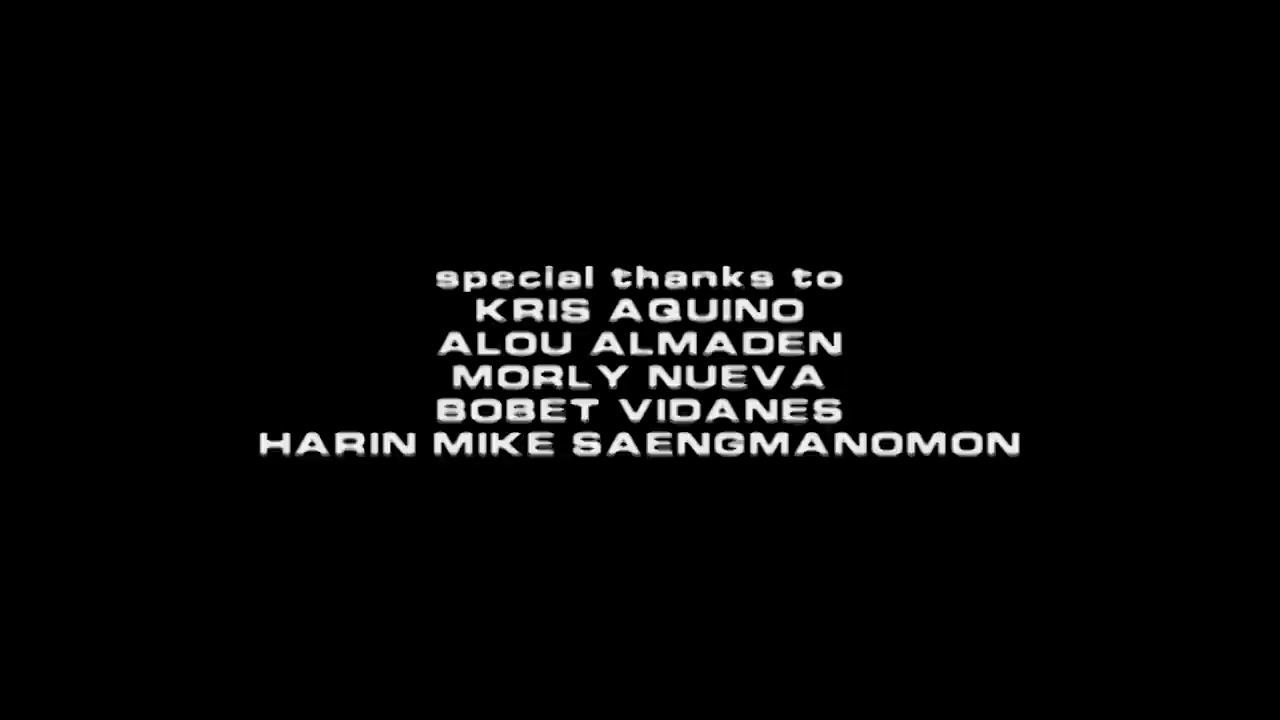 special thanks to
KRIS AQUINO
ALOU ALMADEN
MORLY NUEVA
BOBET VIDANES
HARIN MIKE SAENGMANOMON